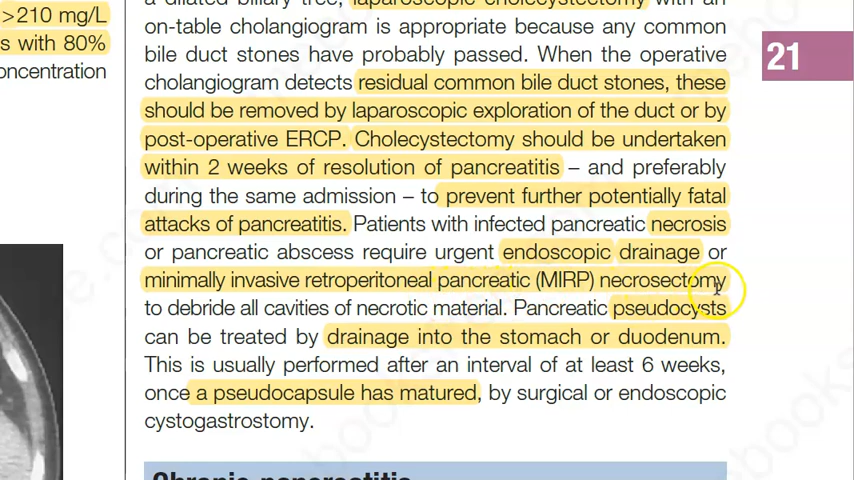 >210 mg/L
s with 80%
oncentration
a dilated biliary tree, laparoscopic cholecystectomy with an
on-table cholangiogram is appropriate because any common
bile duct stones have probably passed. When the operative
cholangiogram detects residual common bile duct stones, these
should be removed by laparoscopic exploration of the duct or by
post-operative ERCP. Cholecystectomy should be undertaken
within 2 weeks of resolution of pancreatitis – and preferably
during the same admission – to prevent further potentially fatal
attacks of pancreatitis. Patients with infected pancreatic necrosis
or pancreatic abscess require urgent endoscopic drainage or
minimally invasive retroperitoneal pancreatic (MIRP) necrosectomy
to debride all cavities of necrotic material. Pancreatic pseudocysts
can be treated by drainage into the stomach or duodenum.
This is usually performed after an interval of at least 6 weeks,
once a pseudocapsule has matured, by surgical or endoscopic
cystogastrostomy.
Chronic pancreatitis
21